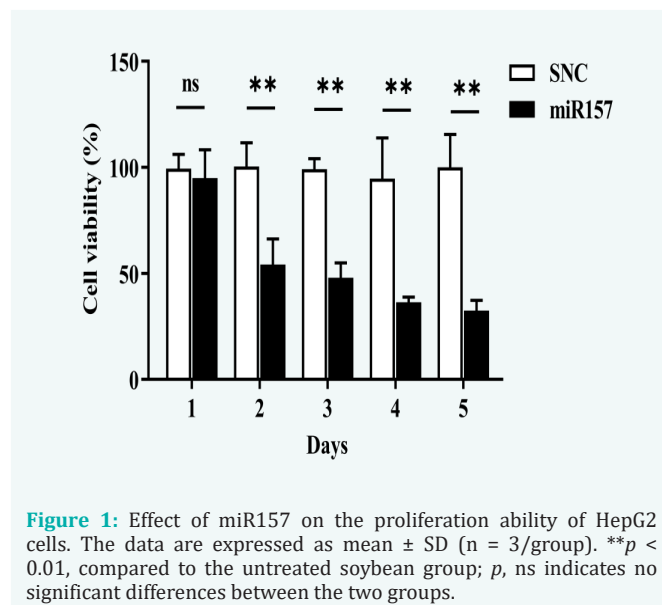 150
ns ** ** ** **
SNC
miR157
100
50
0
Cell viability (%)
1 2 3 4 5
Days
Figure 1: Effect of miR157 on the proliferation ability of HepG2
cells. The data are expressed as mean ± SD (n = 3/group). **p <
0.01, compared to the untreated soybean group; p, ns indicates no
significant differences between the two groups.